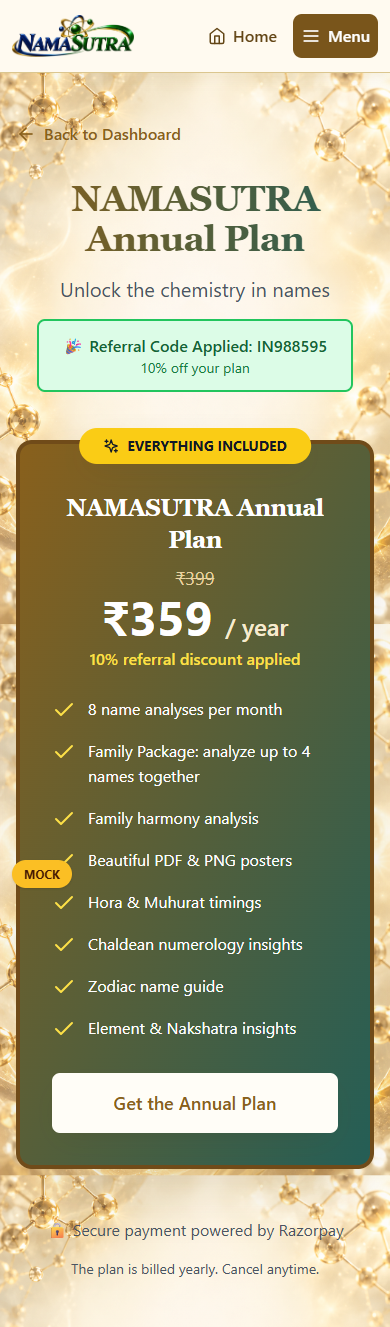 NAMASUTRA
Home
Menu
Back to Dashboard
NAMASUTRA
Annual Plan
Unlock the chemistry in names
🎉 Referral Code Applied: IN988595
10% off your plan
EVERYTHING INCLUDED
NAMASUTRA Annual
Plan
₹399
₹359 / year
10% referral discount applied
8 name analyses per month
Family Package: analyze up to 4
names together
Family harmony analysis
Beautiful PDF & PNG posters
MOCK
Hora & Muhurat timings
Chaldean numerology insights
Zodiac name guide
Element & Nakshatra insights
Get the Annual Plan
🔒 Secure payment powered by Razorpay
The plan is billed yearly. Cancel anytime.